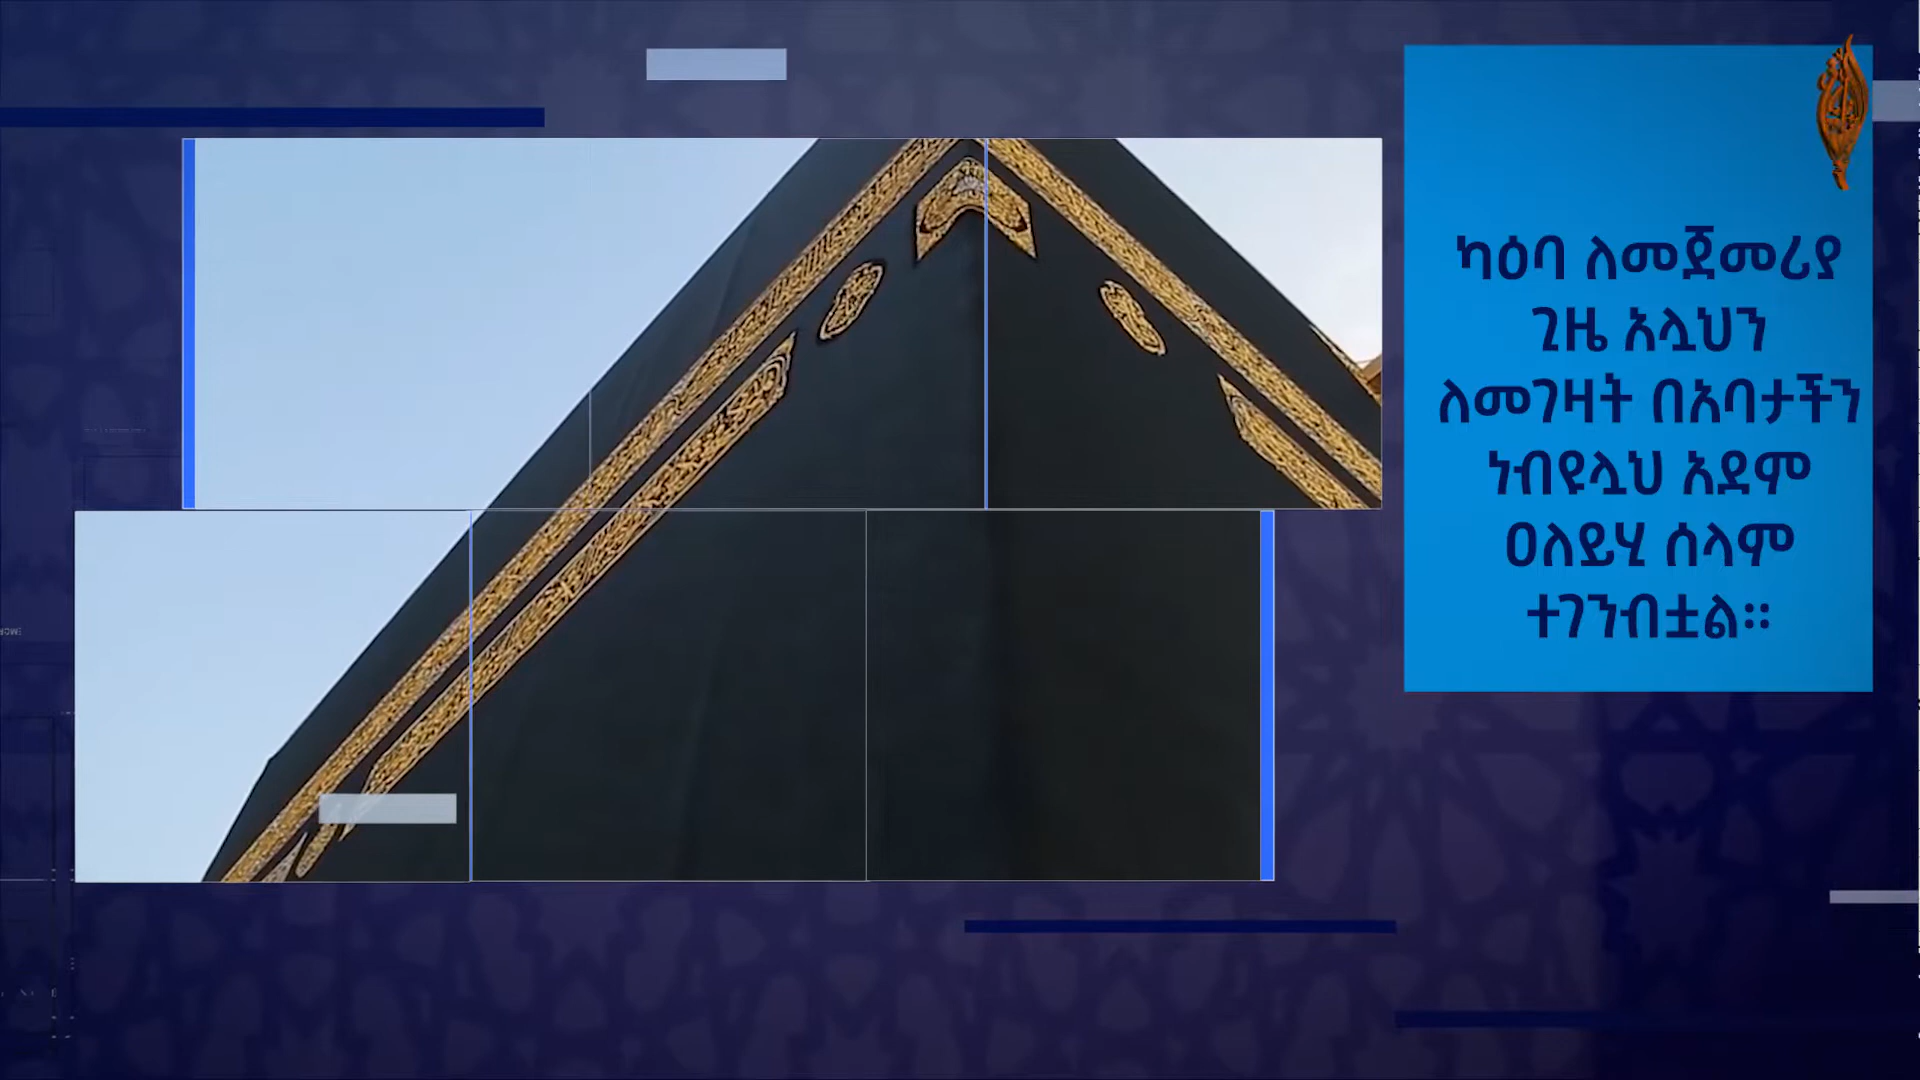 ካዕባ ለመጀመሪያ
ጊዜ አሏህን
ለመገዛት በአባታችን
ነብዩሏህ አደም
ዐለይሂ ሰላም
ተገንብቷል።